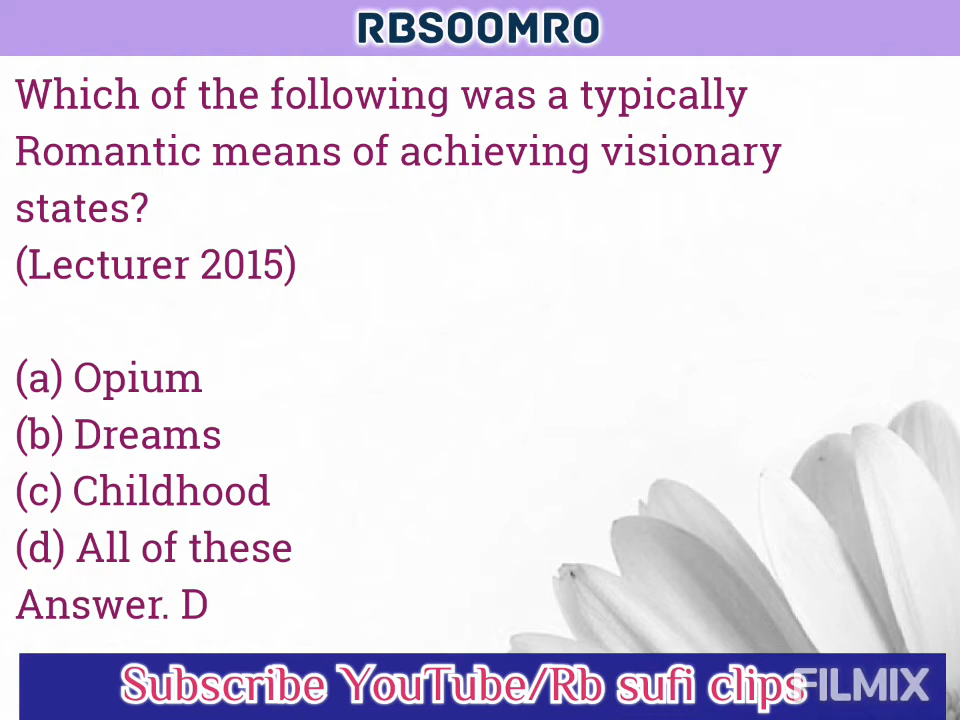 RBSOOMRO
Which of the following was a typically
Romantic means of achieving visionary
states?
(Lecturer 2015)
(a) Opium
(b) Dreams
(c) Childhood
(d) All of these
Answer. D
Subscribe YouTube/Rb sufi clips
FILMIX